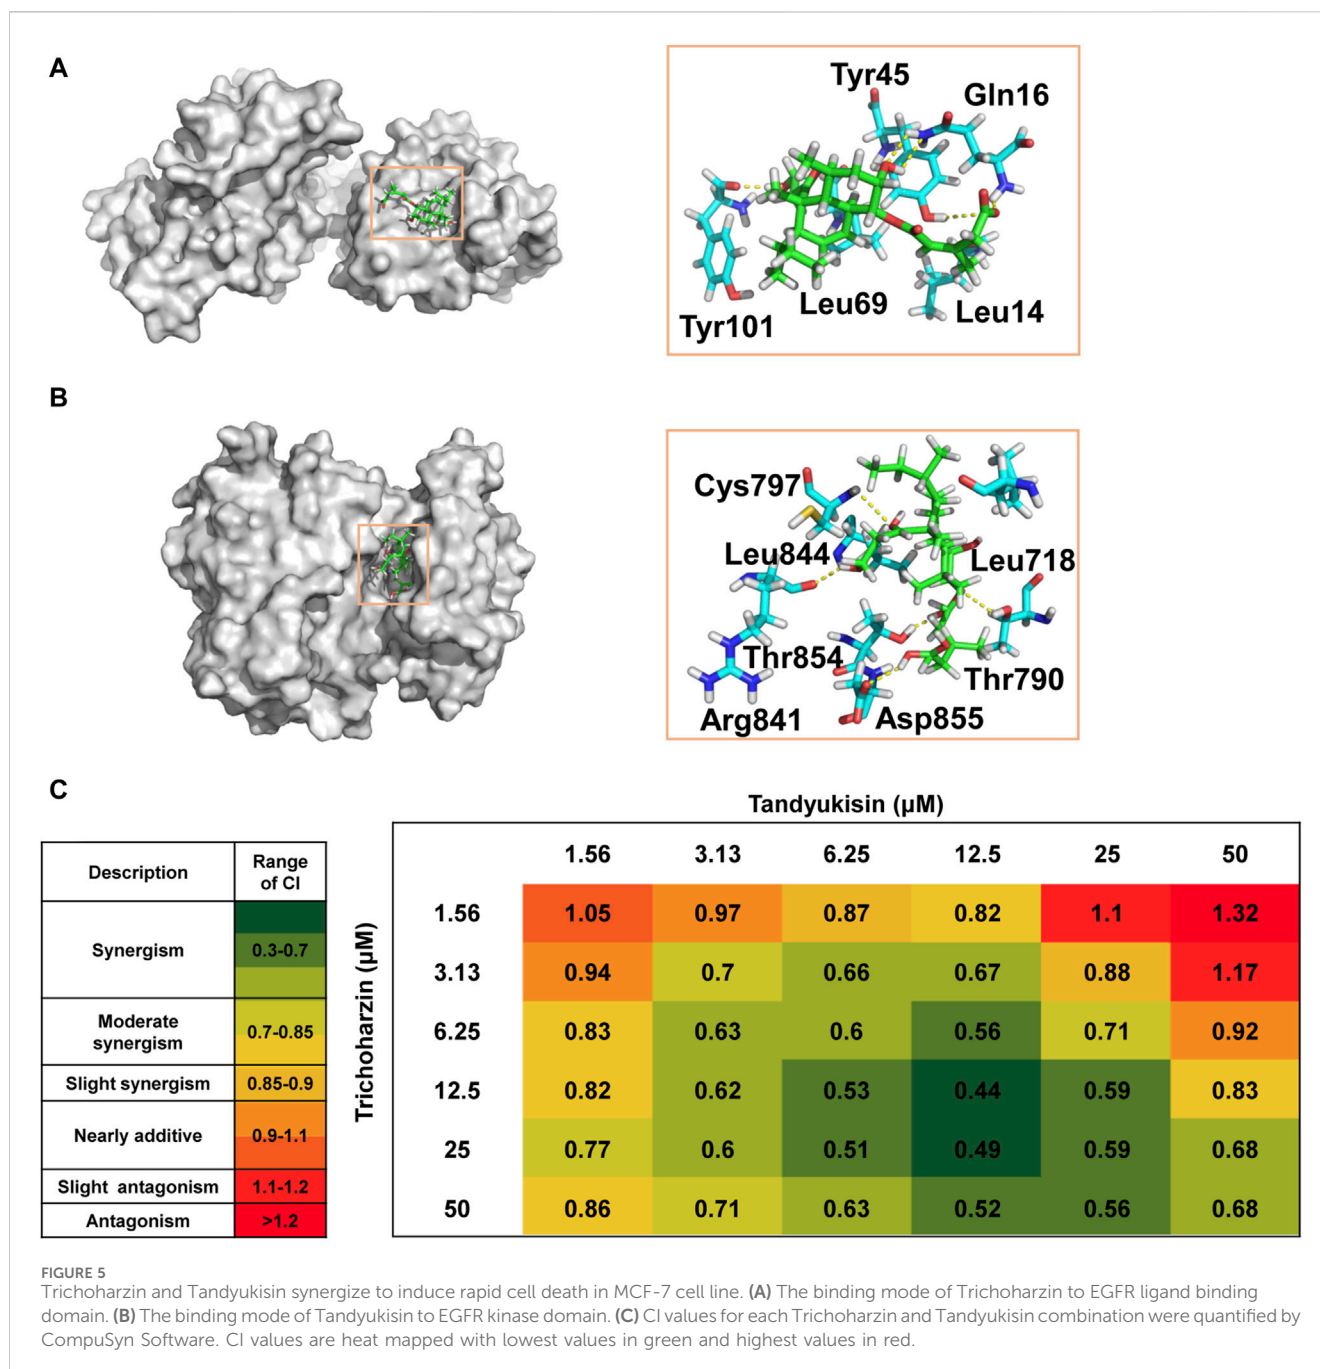 A
Tyr45
Gln16
Tyr101
Leu69
Leu14
B
Cys797
Leu844
Leu718
Thr854
Thr790
Arg841
Asp855
C
Description
Range
of CI
Synergism
0.3-0.7
Moderate
synergism
0.7-0.85
Slight synergism
0.85-0.9
Nearly additive
0.9-1.1
Slight antagonism
1.1-1.2
Antagonism
>1.2
Tandyukisin (µM)
Trichoharzin (µM)
1.56 3.13 6.25 12.5 25 50
1.56 1.05 0.97 0.87 0.82 1.1 1.32
3.13 0.94 0.7 0.66 0.67 0.88 1.17
6.25 0.83 0.63 0.6 0.56 0.71 0.92
12.5 0.82 0.62 0.53 0.44 0.59 0.83
25 0.77 0.6 0.51 0.49 0.59 0.68
50 0.86 0.71 0.63 0.52 0.56 0.68
FIGURE 5
Trichoharzin and Tandyukisin synergize to induce rapid cell death in MCF-7 cell line. (A) The binding mode of Trichoharzin to EGFR ligand binding
domain. (B) The binding mode of Tandyukisin to EGFR kinase domain. (C) CI values for each Trichoharzin and Tandyukisin combination were quantified by
CompuSyn Software. CI values are heat mapped with lowest values in green and highest values in red.